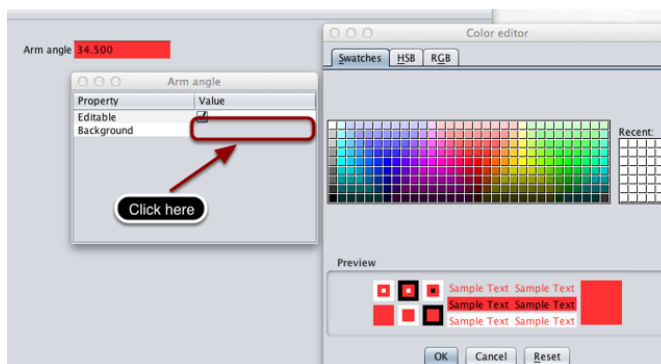 Color editor
Swatches HSB RGB
Arm angle 34.500
Arm angle
Property Value
Editable
Background
Click here
Recent:
Preview
Sample Text Sample Text
Sample Text Sample Text
Sample Text Sample Text
OK Cancel Reset